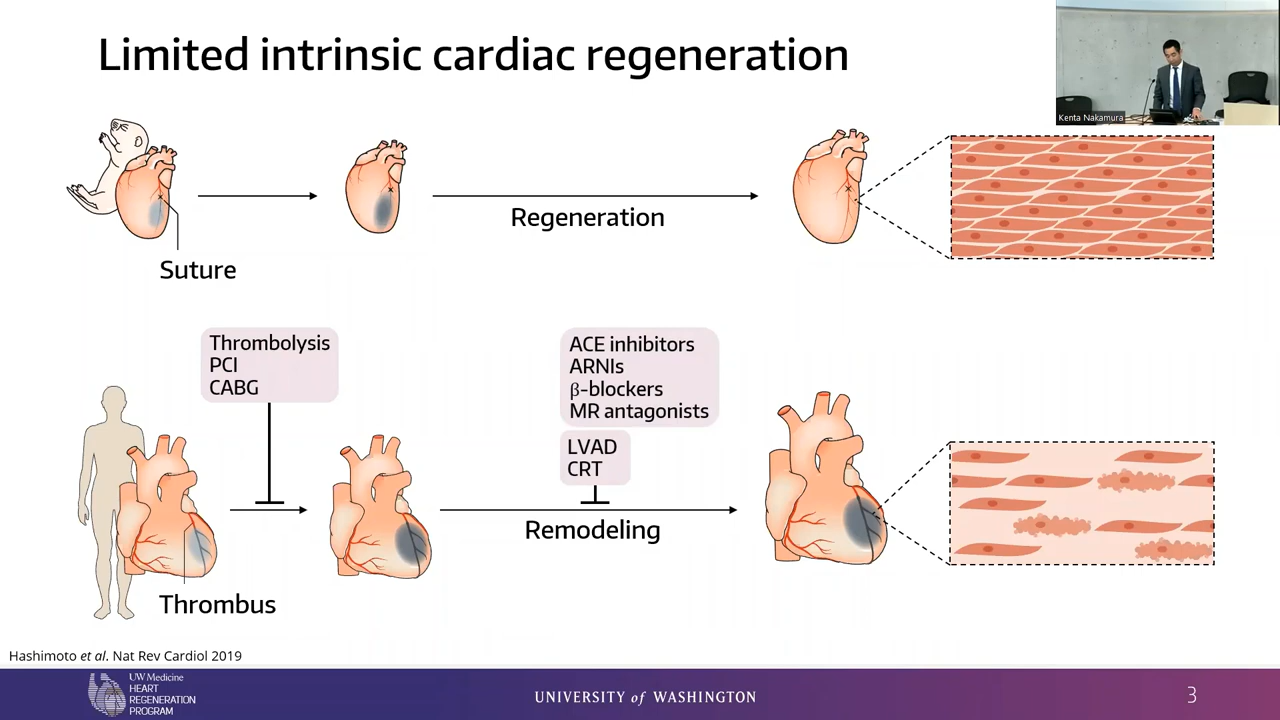 Limited intrinsic cardiac regeneration
Kenta Nakamura
Regeneration
Suture
Thrombolysis
PCI
CABG
ACE inhibitors
ARNIs
β-blockers
MR antagonists
LVAD
CRT
Remodeling
Thrombus
Hashimoto et al. Nat Rev Cardiol 2019
UW Medicine
HEART
REGENERATION
PROGRAM
UNIVERSITY of WASHINGTON
3